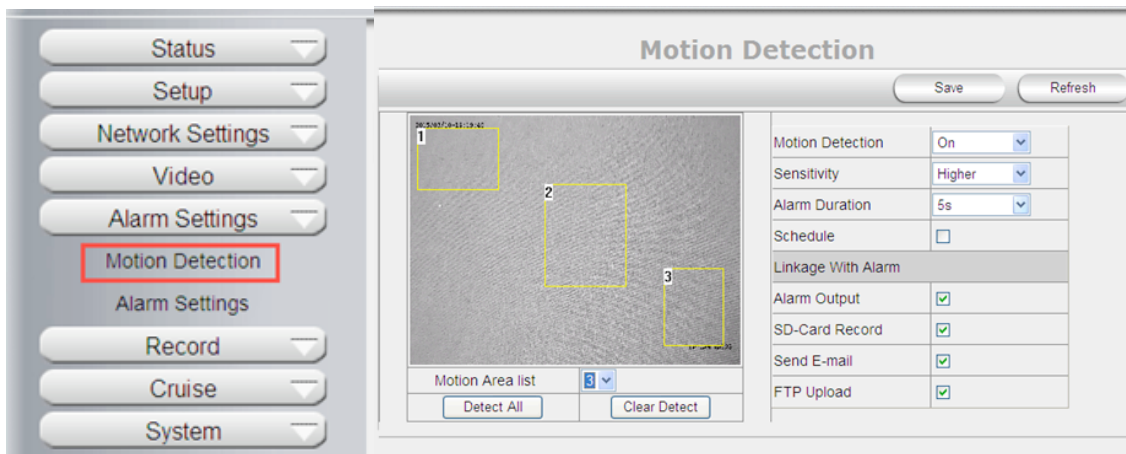 Status
Setup
Network Settings
Video
Alarm Settings
Motion Detection
Alarm Settings
Record
Cruise
System
Motion Detection
Save
Refresh
1
2
3
Motion Area list
3
Detect All
Clear Detect
Motion Detection
On
Sensitivity
Higher
Alarm Duration
5s
Schedule
Linkage With Alarm
Alarm Output
SD-Card Record
Send E-mail
FTP Upload